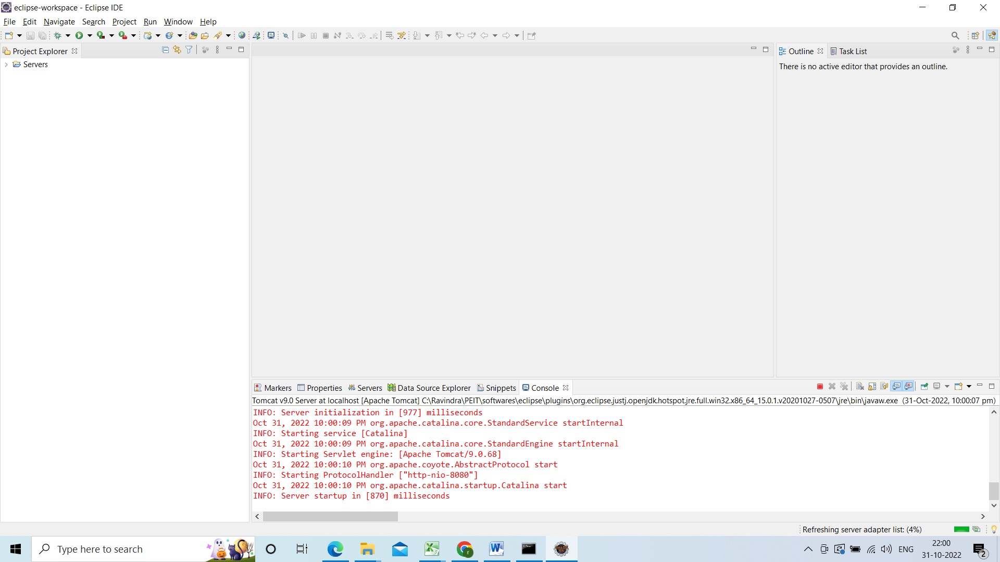 eclipse-workspace - Eclipse IDE
File Edit Navigate Search Project Run Window Help
Project Explorer
Servers
Outline Task List
There is no active editor that provides an outline.
Markers Properties Servers Data Source Explorer Snippets Console
Tomcat v9.0 Server at localhost [Apache Tomcat] C:\Ravindra\PEIT\softwares\eclipse\plugins\org.eclipse.justj.openjdk.hotspot.jre.full.win32.x86_64_15.0.1.v20201027-0507\jre\bin\javaw.exe (31-Oct-2022, 10:00:07 pm)
INFO: Server initialization in [977] milliseconds
Oct 31, 2022 10:00:09 PM org.apache.catalina.core.StandardService startInternal
INFO: Starting service [Catalina]
Oct 31, 2022 10:00:09 PM org.apache.catalina.core.StandardEngine startInternal
INFO: Starting Servlet engine: [Apache Tomcat/9.0.68]
Oct 31, 2022 10:00:10 PM org.apache.coyote.AbstractProtocol start
INFO: Starting ProtocolHandler ["http-nio-8080"]
Oct 31, 2022 10:00:10 PM org.apache.catalina.startup.Catalina start
INFO: Server startup in [870] milliseconds
Refreshing server adapter list: (4%)
Type here to search
ENG
22:00
31-10-2022
2